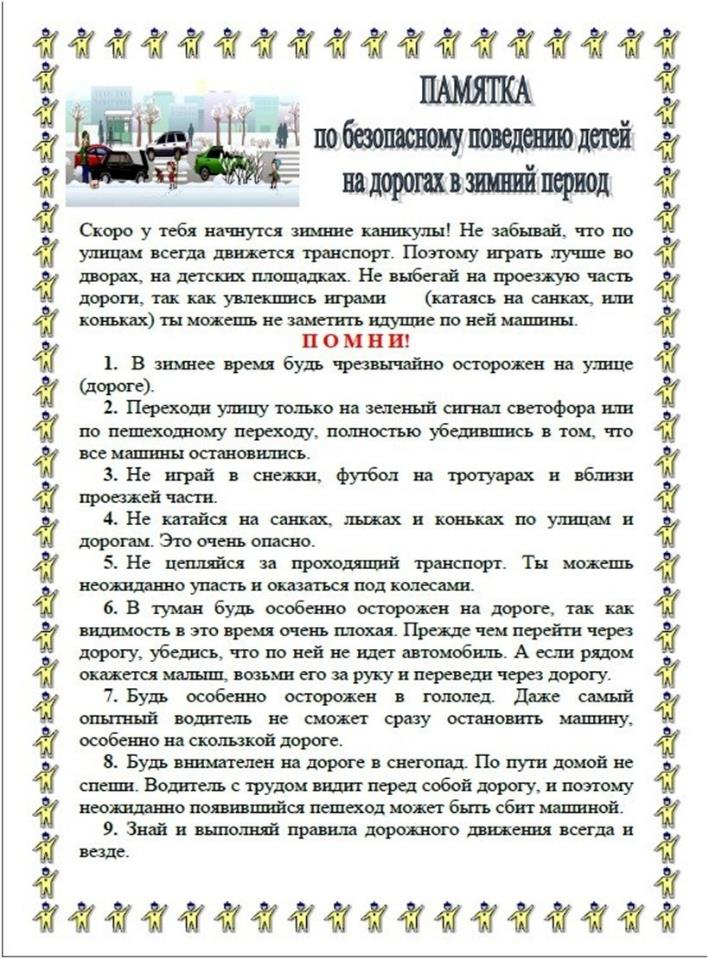 ПАМЯТКА
по безопасному поведению детей
на дорогах в зимний период
Скоро у тебя начнутся зимние каникулы! Не забывай, что по
улицам всегда движется транспорт. Поэтому играть лучше во
дворах, на детских площадках. Не выбегай на проезжую часть
дороги, так как увлекшись играми (катаясь на санках, или
коньках) ты можешь не заметить идущие по ней машины.
П О М Н И!
1. В зимнее время будь чрезвычайно осторожен на улице
(дороге).
2. Переходи улицу только на зеленый сигнал светофора или
по пешеходному переходу, полностью убедившись в том, что
все машины остановились.
3. Не играй в снежки, футбол на тротуарах и вблизи
проезжей части.
4. Не катайся на санках, лыжах и коньках по улицам и
дорогам. Это очень опасно.
5. Не цепляйся за проходящий транспорт. Ты можешь
неожиданно упасть и оказаться под колесами.
6. В туман будь особенно осторожен на дороге, так как
видимость в это время очень плохая. Прежде чем перейти через
дорогу, убедись, что по ней не идет автомобиль. А если рядом
окажется малыш, возьми его за руку и переведи через дорогу.
7. Будь особенно осторожен в гололед. Даже самый
опытный водитель не сможет сразу остановить машину,
особенно на скользкой дороге.
8. Будь внимателен на дороге в снегопад. По пути домой не
спеши. Водитель с трудом видит перед собой дорогу, и поэтому
неожиданно появившийся пешеход может быть сбит машиной.
9. Знай и выполняй правила дорожного движения всегда и
везде.